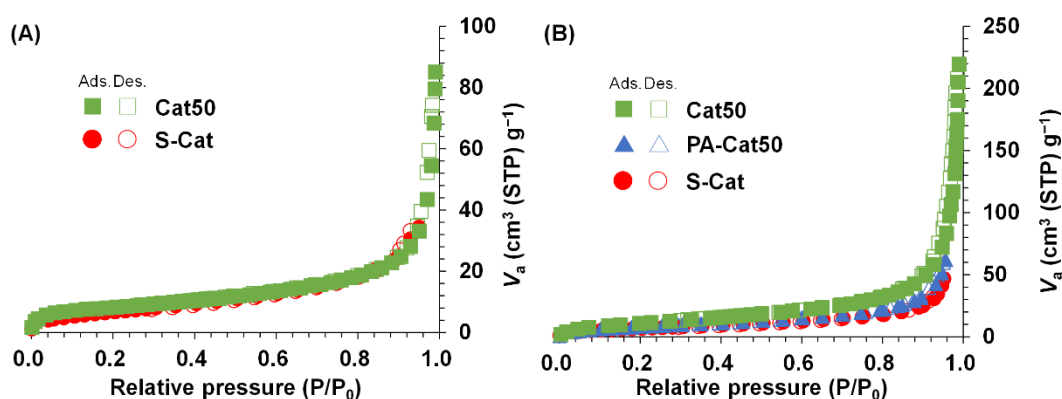 (A)
Ads.Des.
Cat50
S-Cat
100
80
60
40
20
0
Va (cm³ (STP) g⁻¹)
0.0 0.2 0.4 0.6 0.8 1.0
Relative pressure (P/P₀)
(B)
Ads.Des.
Cat50
PA-Cat50
S-Cat
250
200
150
100
50
0
Va (cm³ (STP) g⁻¹)
0.0 0.2 0.4 0.6 0.8 1.0
Relative pressure (P/P₀)